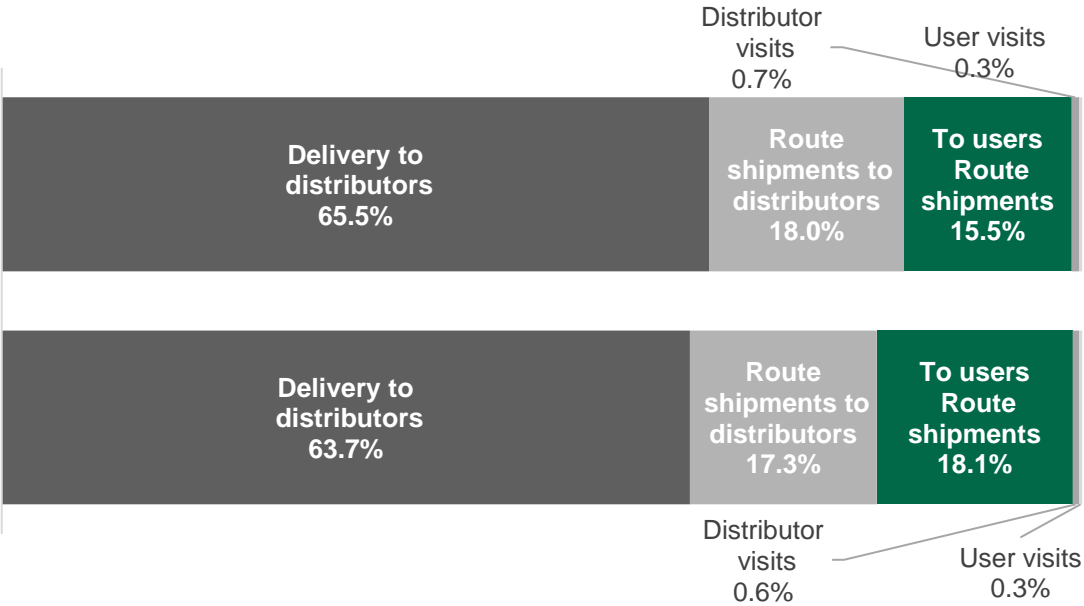 Distributor
visits
0.7%
User visits
0.3%
Delivery to
distributors
65.5%
Route
shipments to
distributors
18.0%
To users
Route
shipments
15.5%
Delivery to
distributors
63.7%
Route
shipments to
distributors
17.3%
To users
Route
shipments
18.1%
Distributor
visits
0.6%
User visits
0.3%